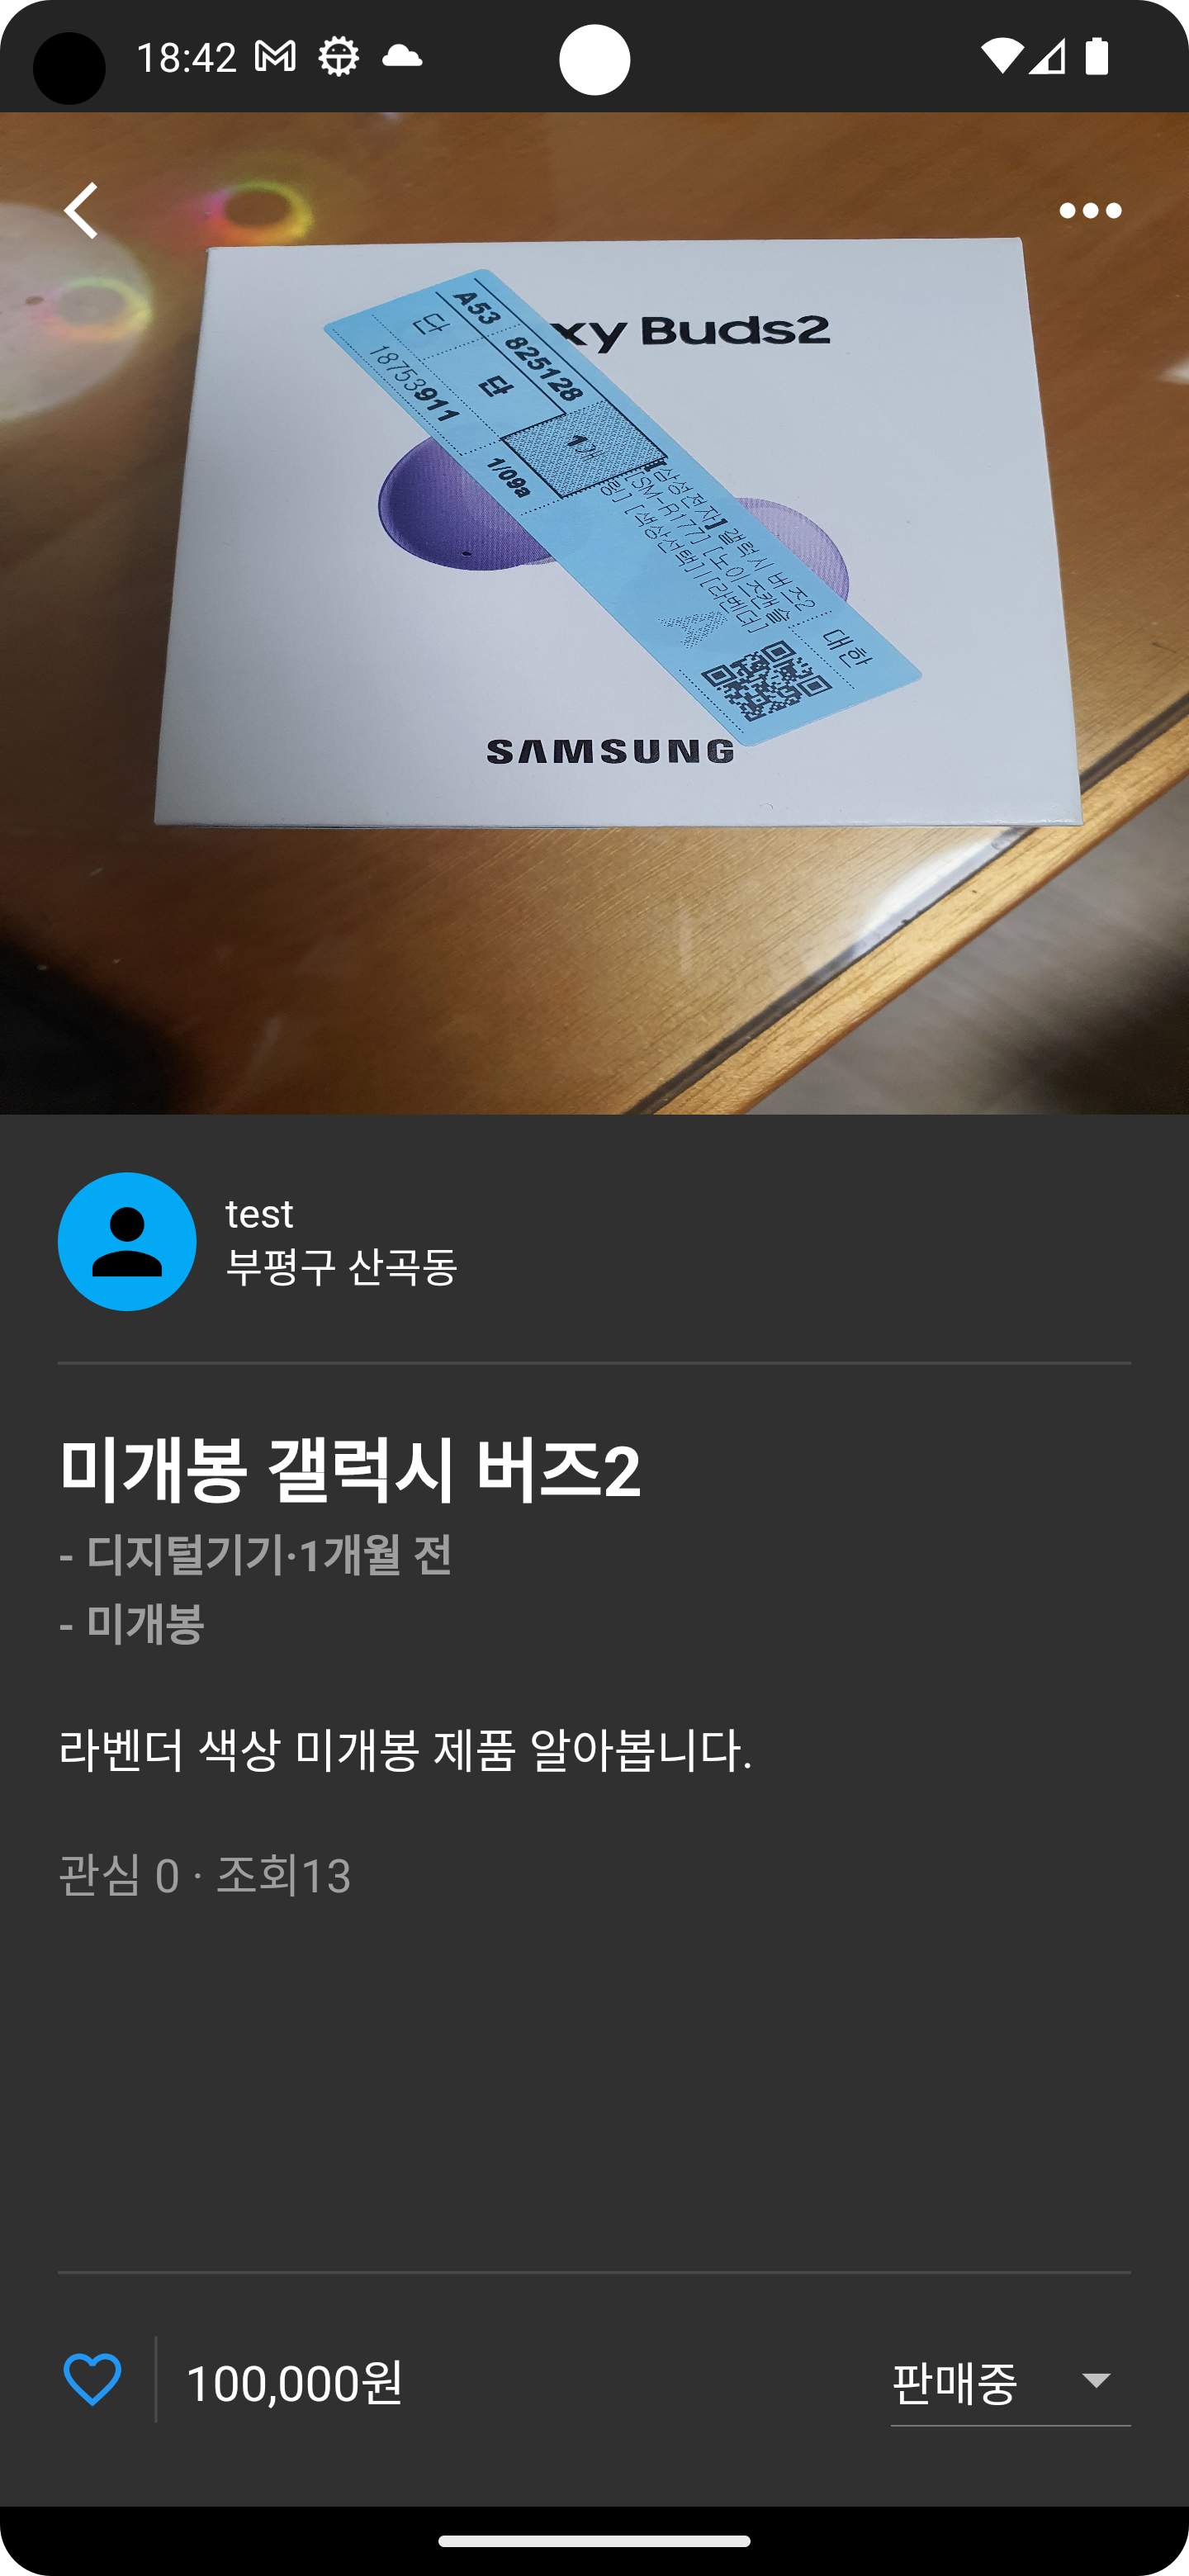 18:42
xy Buds2
A53 825128
단 단 1개
18753911 1/09a
[삼성전자] 갤럭시 버즈2
[SM-R177] [노이즈캔슬
링] [색상선택] [라벤더]
대한
SAMSUNG
test
부평구 산곡동
미개봉 갤럭시 버즈2
- 디지털기기·1개월 전
- 미개봉
라벤더 색상 미개봉 제품 알아봅니다.
관심 0 · 조회13
100,000원
판매중